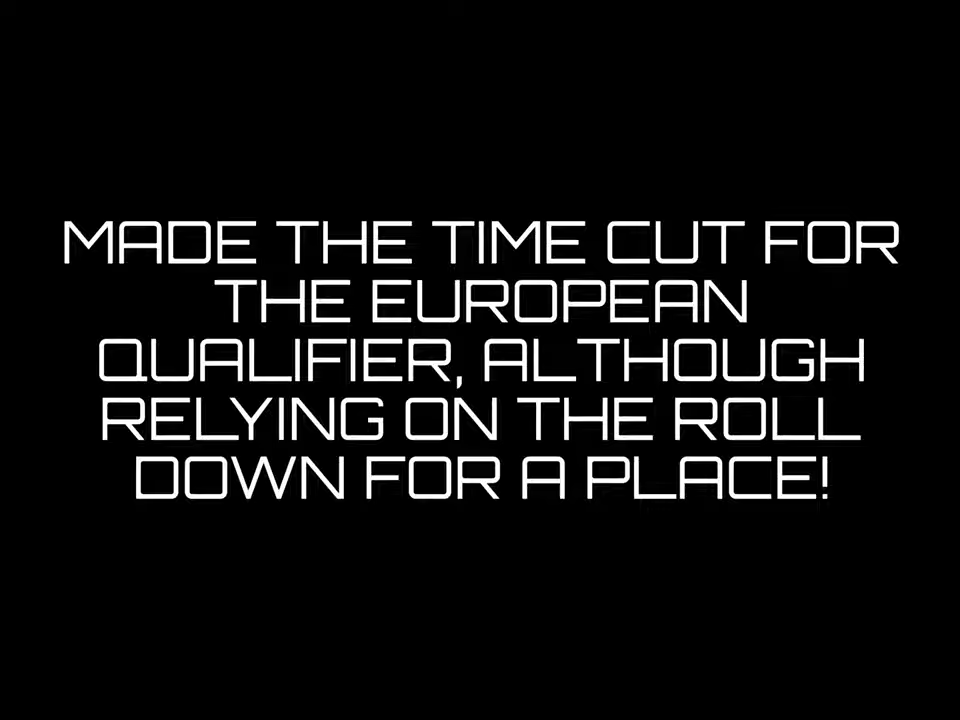 MADE THE TIME CUT FOR
THE EUROPEAN
QUALIFIER, ALTHOUGH
RELYING ON THE ROLL
DOWN FOR A PLACE!